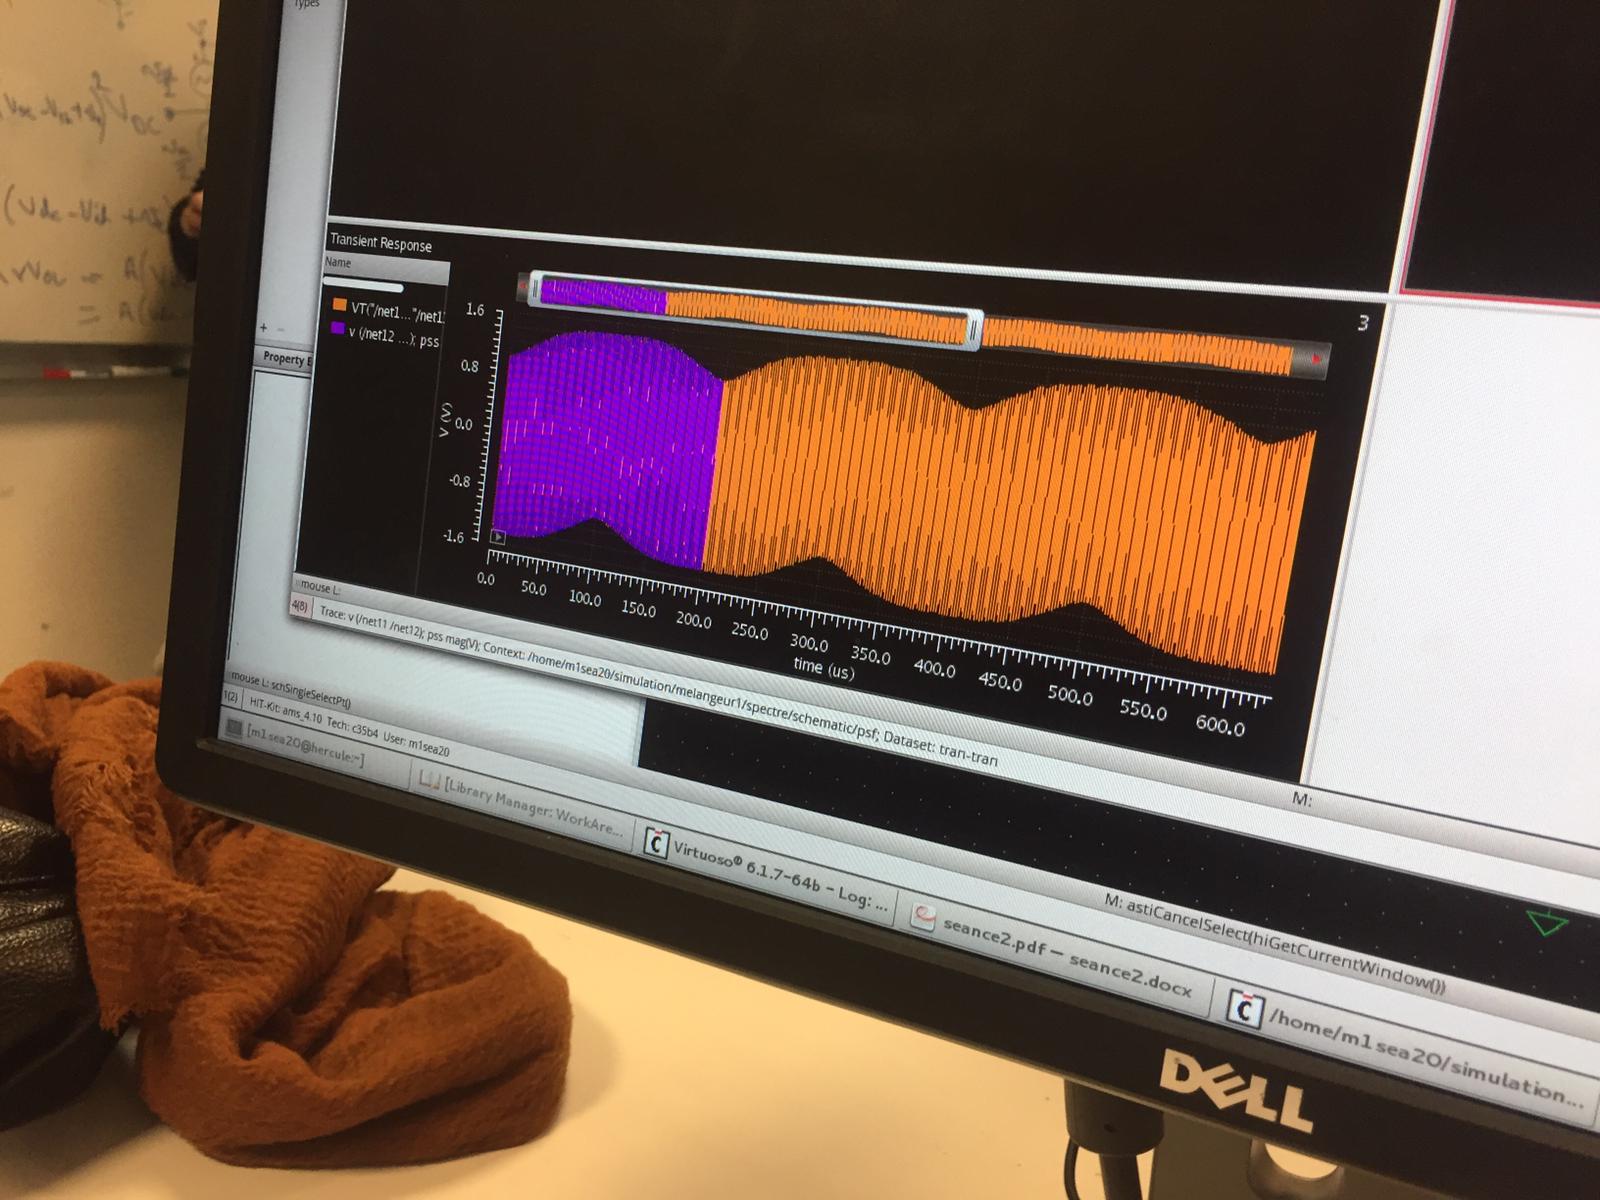 Types
Transient Response
Name
VT("/net1..."/net1
v (/net12 ...); pss
3
1.6
0.8
0.0
-0.8
-1.6
V (V)
0.0 50.0 100.0 150.0 200.0 250.0 300.0 350.0 400.0 450.0 500.0 550.0 600.0
time (us)
+ -
Property E
mouse L:
4(8) Trace: v (/net11 /net12); pss mag(V); Context: /home/m1sea20/simulation/melangeur1/spectre/schematic/psf; Dataset: tran-tran
M:
mouse L: schSingleSelectPt()
M: astiCancelSelect(hiGetCurrentWindow())
1(2) HIT-Kit: ams_4.10 Tech: c35b4 User: m1sea20
[m1sea20@hercule:~]
[Library Manager: WorkAre...
Virtuoso® 6.1.7-64b - Log: ...
seance2.pdf — seance2.docx
/home/m1sea20/simulation...
DELL